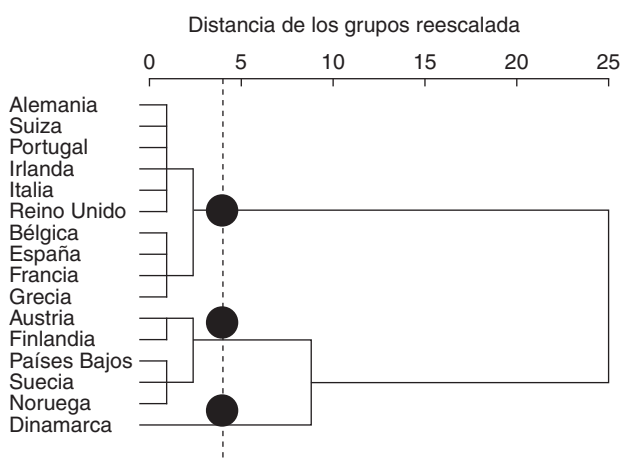 Distancia de los grupos reescalada
0 5 10 15 20 25
Alemania
Suiza
Portugal
Irlanda
Italia
Reino Unido
Bélgica
España
Francia
Grecia
Austria
Finlandia
Países Bajos
Suecia
Noruega
Dinamarca